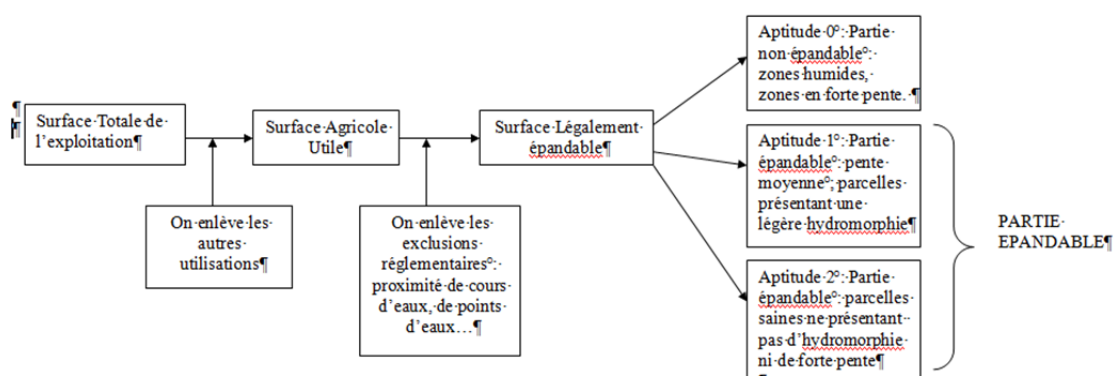 ¶
¶
Surface·Totale·de·
l’exploitation¶
Surface·Agricole·
Utile¶
Surface·Légalement·
épandable¶
On·enlève·les·
autres·
utilisations¶
On·enlève·les·
exclusions·
réglementaires°:·
proximité·de·cours·
d’eaux,·de·points·
d’eaux…¶
Aptitude·0°:·Partie·
non·épandable°:·
zones·humides,·
zones·en·forte·pente.·¶
Aptitude·1°:·Partie·
épandable°:·pente·
moyenne°;·parcelles·
présentant·une·
légère·hydromorphie¶
Aptitude·2°:·Partie·
épandable°:·parcelles·
saines·ne·présentant·
pas·d’hydromorphie·
ni·de·forte·pente¶
PARTIE·
EPANDABLE¶